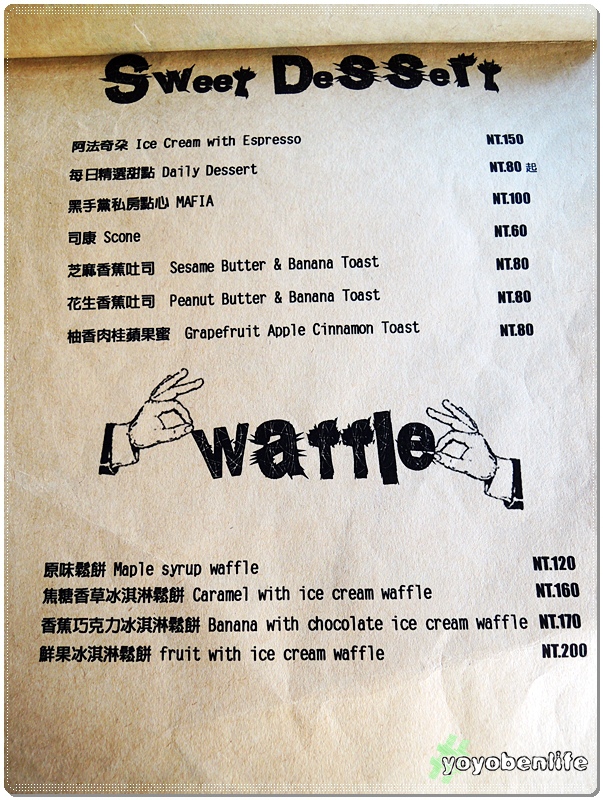 Sweet Dessert
阿法奇朶 Ice Cream with Espresso NT.150
每日精選甜點 Daily Dessert NT.80 起
黑手黨私房點心 MAFIA NT.100
司康 Scone NT.60
芝麻香蕉吐司 Sesame Butter & Banana Toast NT.80
花生香蕉吐司 Peanut Butter & Banana Toast NT.80
柚香肉桂蘋果蜜 Grapefruit Apple Cinnamon Toast NT.80
waffle
原味鬆餅 Maple syrup waffle NT.120
焦糖香草冰淇淋鬆餅 Caramel with ice cream waffle NT.160
香蕉巧克力冰淇淋鬆餅 Banana with chocolate ice cream waffle NT.170
鮮果冰淇淋鬆餅 fruit with ice cream waffle NT.200
yoyobenlife